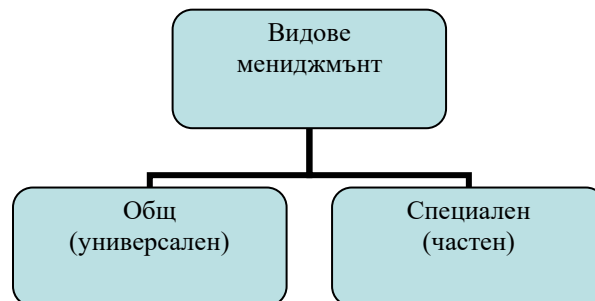 Видове
мениджмънт
Общ
(универсален)
Специален
(частен)